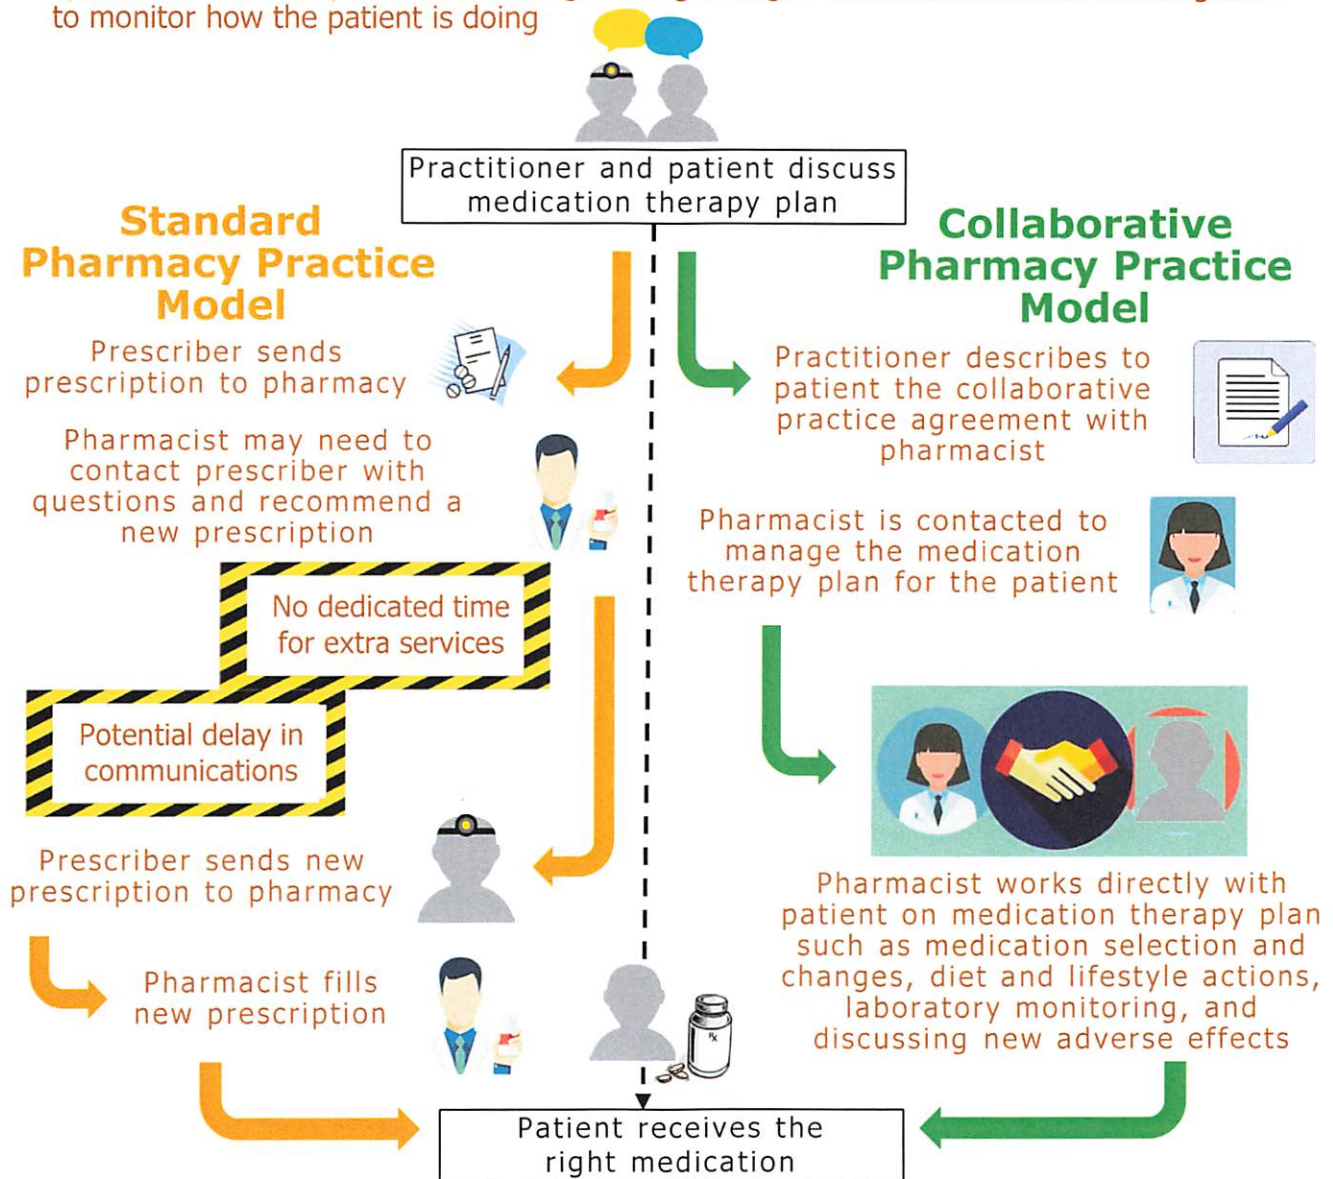 to monitor how the patient is doing
Practitioner and patient discuss
medication therapy plan
Standard
Pharmacy Practice
Model
Prescriber sends
prescription to pharmacy
Pharmacist may need to
contact prescriber with
questions and recommend a
new prescription
No dedicated time
for extra services
Potential delay in
communications
Prescriber sends new
prescription to pharmacy
Pharmacist fills
new prescription
Collaborative
Pharmacy Practice
Model
Practitioner describes to
patient the collaborative
practice agreement with
pharmacist
Pharmacist is contacted to
manage the medication
therapy plan for the patient
Pharmacist works directly with
patient on medication therapy plan
such as medication selection and
changes, diet and lifestyle actions,
laboratory monitoring, and
discussing new adverse effects
Rx
Patient receives the
right medication